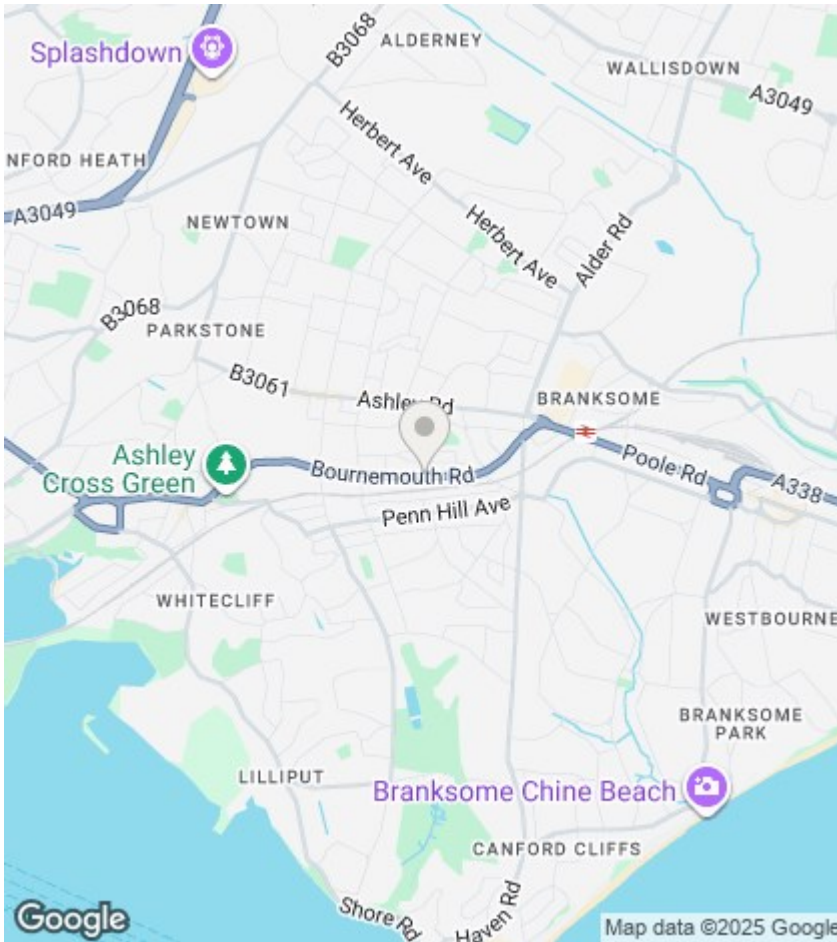 B3068
ALDERNEY
Splashdown
WALLISDOWN
A3049
Herbert Ave
NFORD HEATH
A3049
NEWTOWN
Herbert Ave
Alder Rd
B3068
PARKSTONE
B3061
Ashley Rd
BRANKSOME
Ashley
Cross Green
Bournemouth Rd
Poole Rd
A338
Penn Hill Ave
WHITECLIFF
WESTBOURNE
BRANKSOME
PARK
LILLIPUT
Branksome Chine Beach
CANFORD CLIFFS
Shore Rd
Haven Rd
Google
Map data ©2025 Google